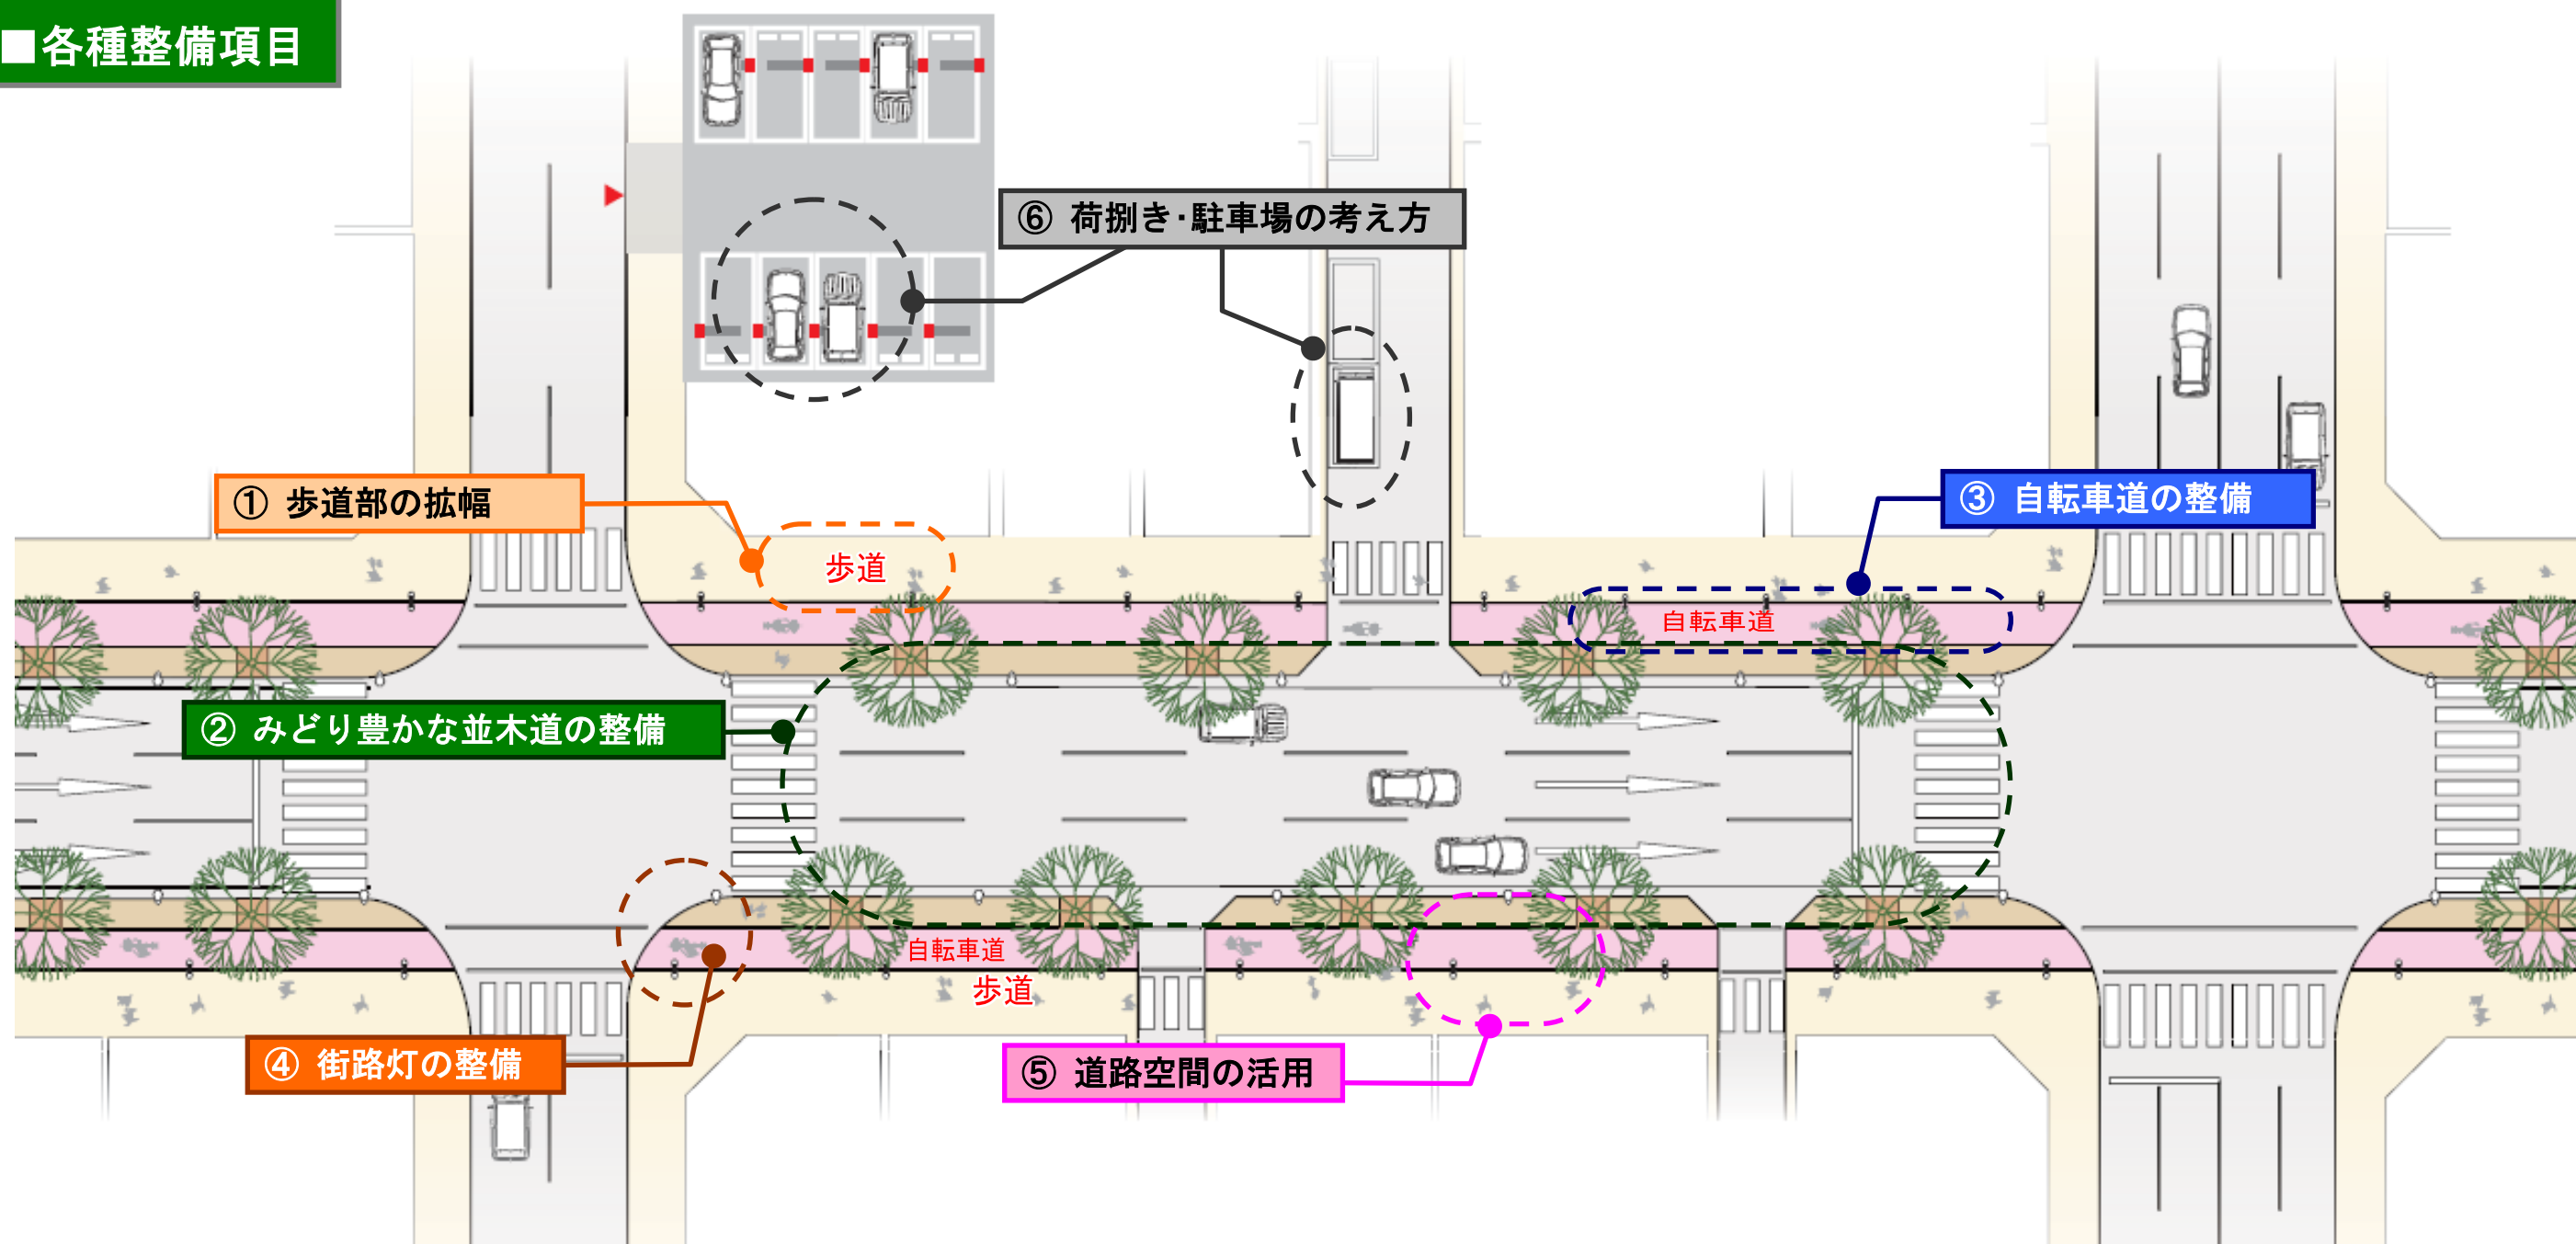 ■各種整備項目
⑥ 荷捌き・駐車場の考え方
① 歩道部の拡幅
③ 自転車道の整備
歩道
自転車道
② みどり豊かな並木道の整備
自転車道
歩道
④ 街路灯の整備
⑤ 道路空間の活用